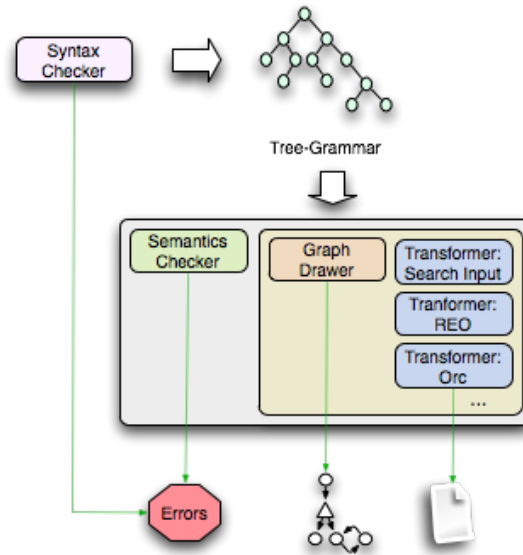 Syntax
Checker
Tree-Grammar
Semantics
Checker
Graph
Drawer
Transformer:
Search Input
Tranformer:
REO
Transformer:
Orc
...
Errors